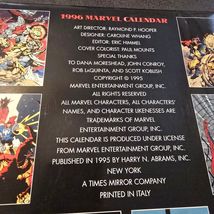 1996 MARVEL CALENDAR
ART DIRECTOR: RAYMOND F. HOOPER
DESIGNER: CAROLINE WHANG
EDITOR: ERIC HIMMEL
COVER COLORIST: PAUL MOUNTS
SPECIAL THANKS
TO DANA MORESHEAD, JOHN CONROY,
ROB LAQUINTA, AND SCOTT KOBLISH
COPYRIGHT © 1995
MARVEL ENTERTAINMENT GROUP, INC.
ALL RIGHTS RESERVED
ALL MARVEL CHARACTERS, ALL CHARACTERS'
NAMES, AND CHARACTER LIKENESSES ARE
TRADEMARKS OF MARVEL
ENTERTAINMENT GROUP, INC.
THIS CALENDAR IS PRODUCED UNDER LICENSE
FROM MARVEL ENTERTAINMENT GROUP, INC.
PUBLISHED IN 1995 BY HARRY N. ABRAMS, INC.
NEW YORK
A TIMES MIRROR COMPANY
PRINTED IN ITALY